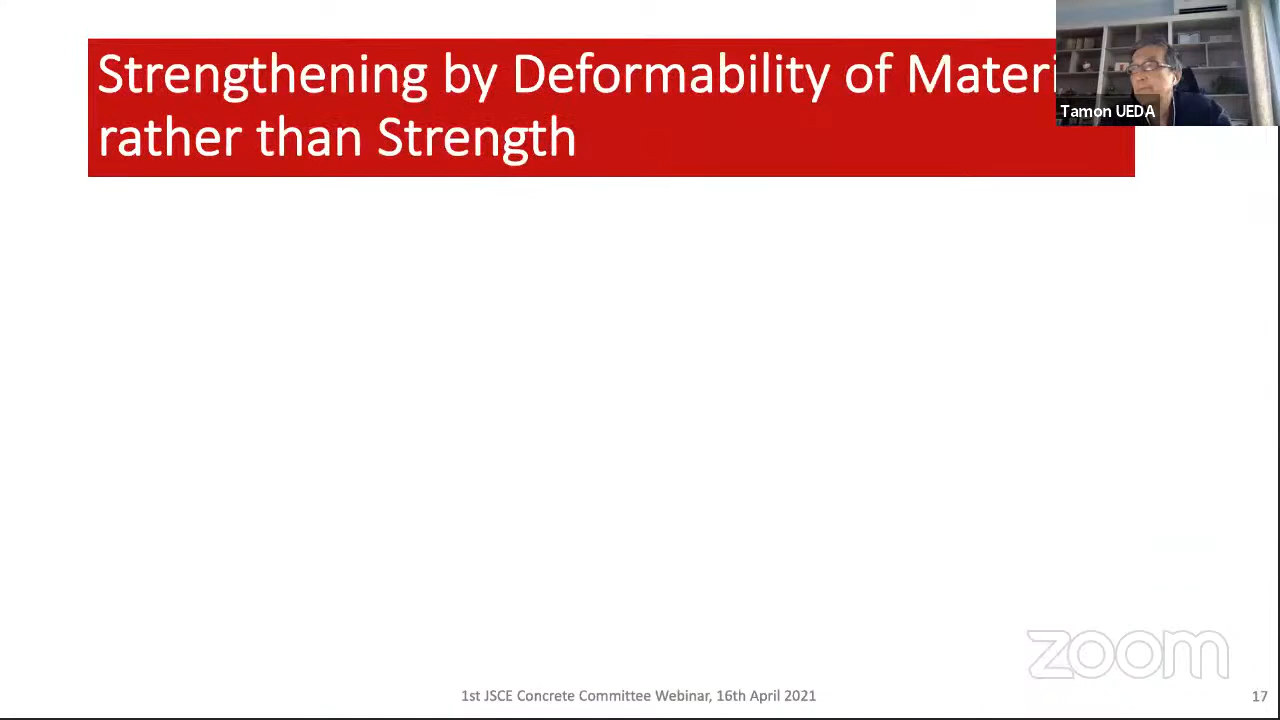 Strengthening by Deformability of Materi
rather than Strength
Tamon UEDA
zoom
1st JSCE Concrete Committee Webinar, 16th April 2021
17